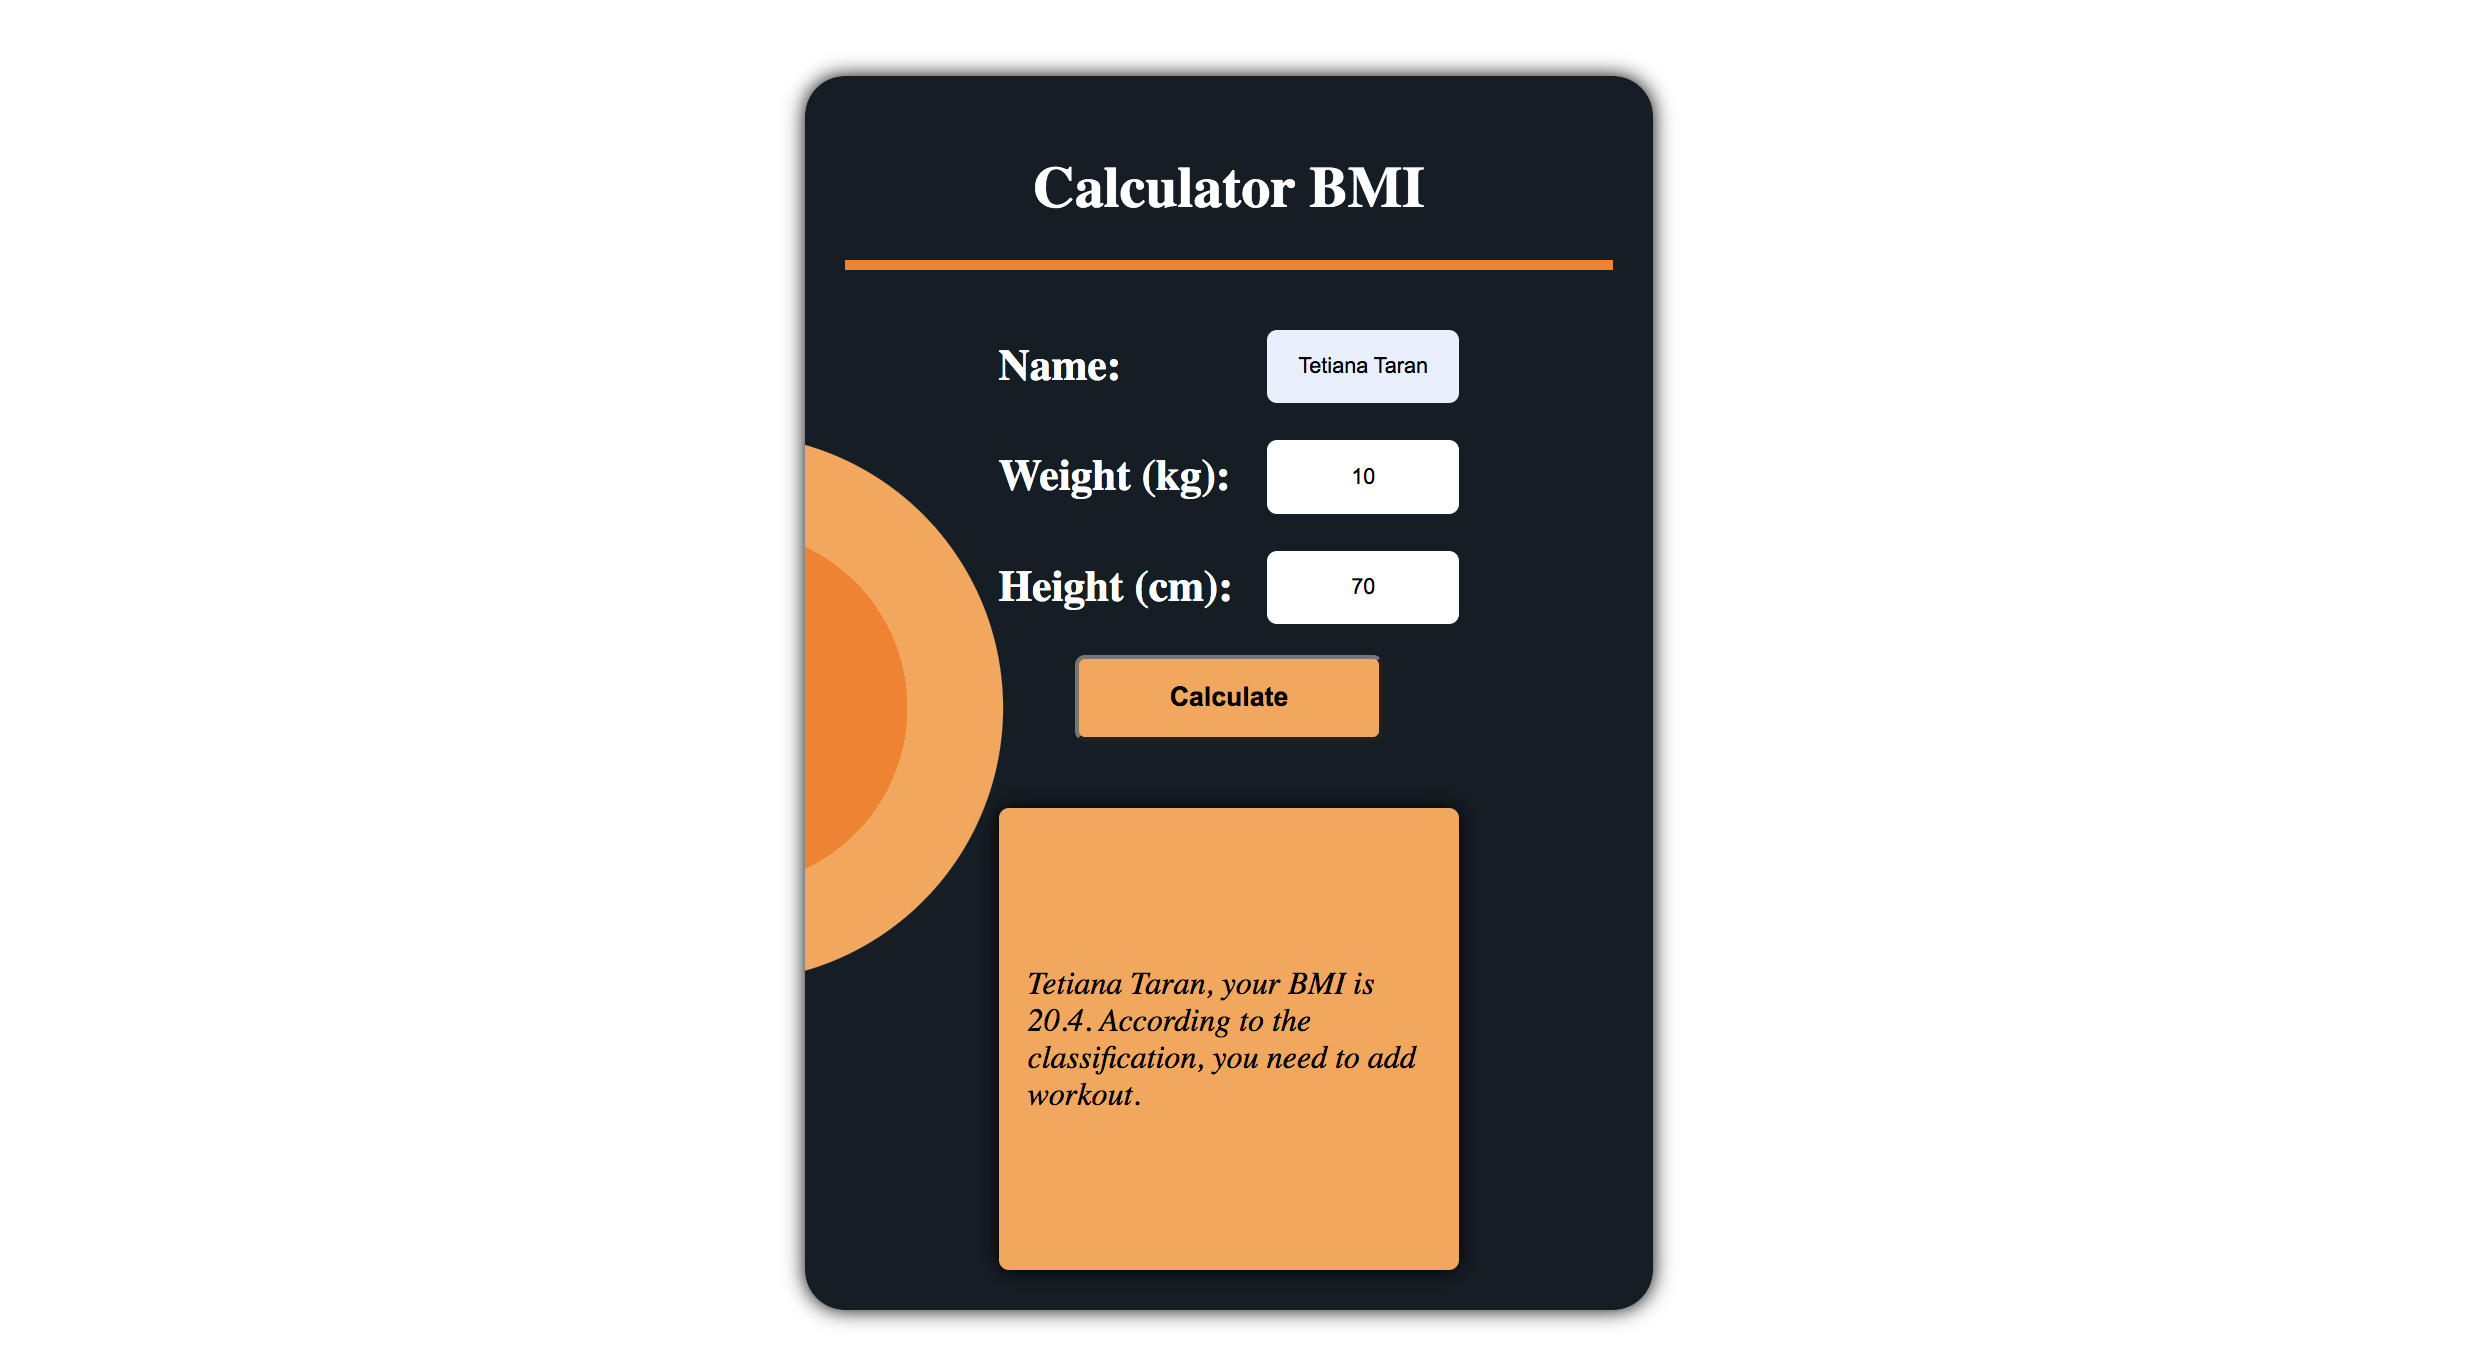 Calculator BMI
Name:
Tetiana Taran
Weight (kg):
10
Height (cm):
70
Calculate
Tetiana Taran, your BMI is
20.4. According to the
classification, you need to add
workout.